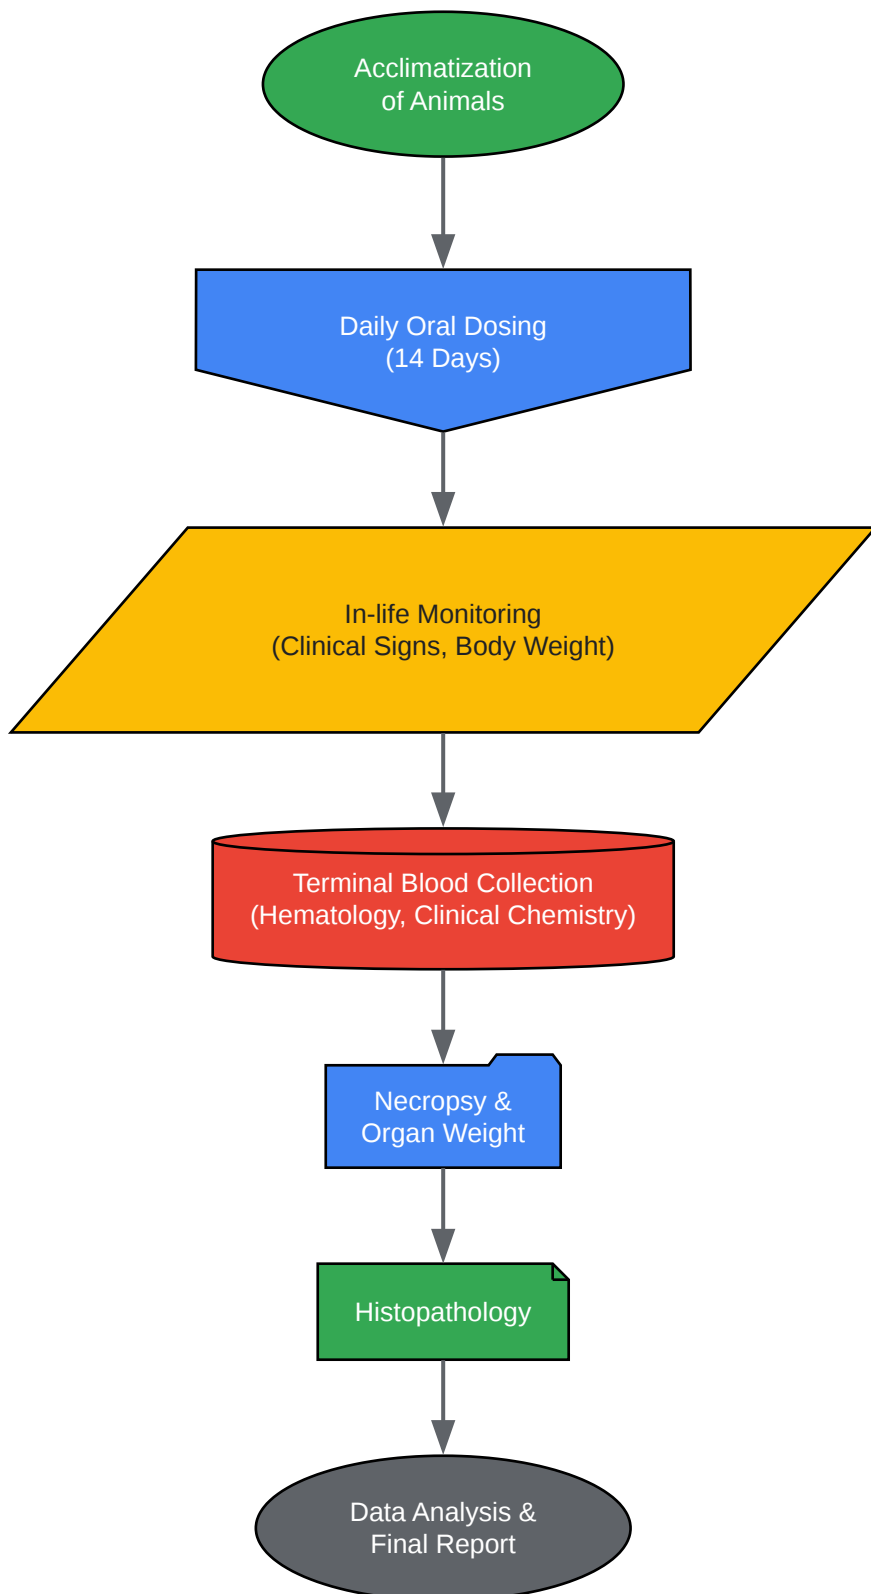 Acclimatization
of Animals
Daily Oral Dosing
(14 Days)
In-life Monitoring
(Clinical Signs, Body Weight)
Terminal Blood Collection
(Hematology, Clinical Chemistry)
Necropsy &
Organ Weight
Histopathology
Data Analysis &
Final Report